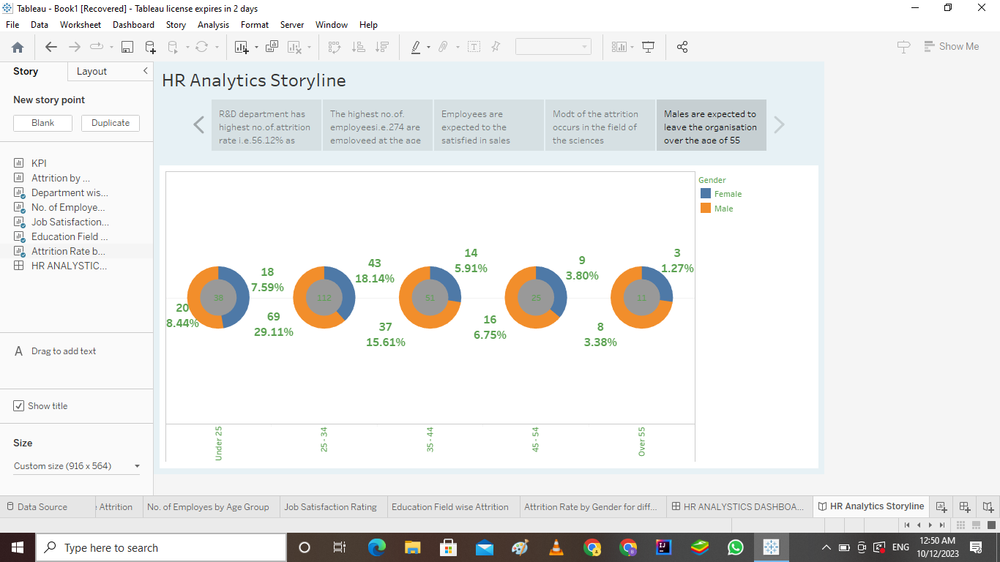 Tableau - Book1 [Recovered] - Tableau license expires in 2 days
File Data Worksheet Dashboard Story Analysis Format Server Window Help
Show Me
Story Layout
New story point
Blank Duplicate
KPI
Attrition by ...
Department wis...
No. of Employe...
Job Satisfaction...
Education Field ...
Attrition Rate b...
HR ANALYSTIC...
A Drag to add text
Show title
Size
Custom size (916 x 564)
HR Analytics Storyline
R&D department has
highest no.of.attrition
rate i.e.56.12% as
The highest no.of.
employeesi.e.274 are
employed at the age
Employees are
expected to the
satisfied in sales
Modt of the attrition
occurs in the field of
the sciences
Males are expected to
leave the organisation
over the age of 55
Gender
Female
Male
38
18
7.59%
20
8.44%
112
43
18.14%
69
29.11%
51
14
5.91%
37
15.61%
25
9
3.80%
16
6.75%
11
3
1.27%
8
3.38%
Under 25
25 - 34
35 - 44
45 - 54
Over 55
Data Source
Attrition
No. of Employes by Age Group
Job Satisfaction Rating
Education Field wise Attrition
Attrition Rate by Gender for diff...
HR ANALYSTICS DASHBOA...
HR Analytics Storyline
Type here to search
ENG
12:50 AM
10/12/2023